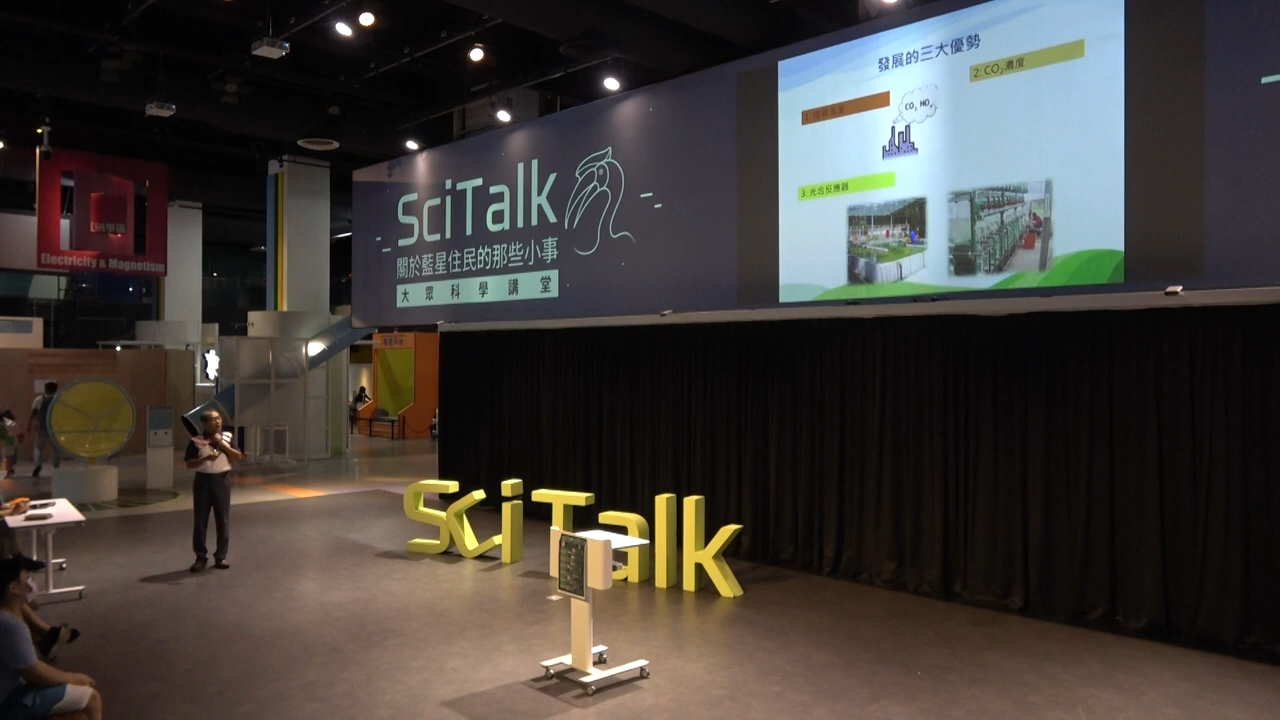 發展的三大優勢
2: CO₂濃度
CO, NO
3: 光合反應器
SciTalk
關於藍星住民的那些小事
大眾科學講堂
Electricity & Magnetism
SciTalk